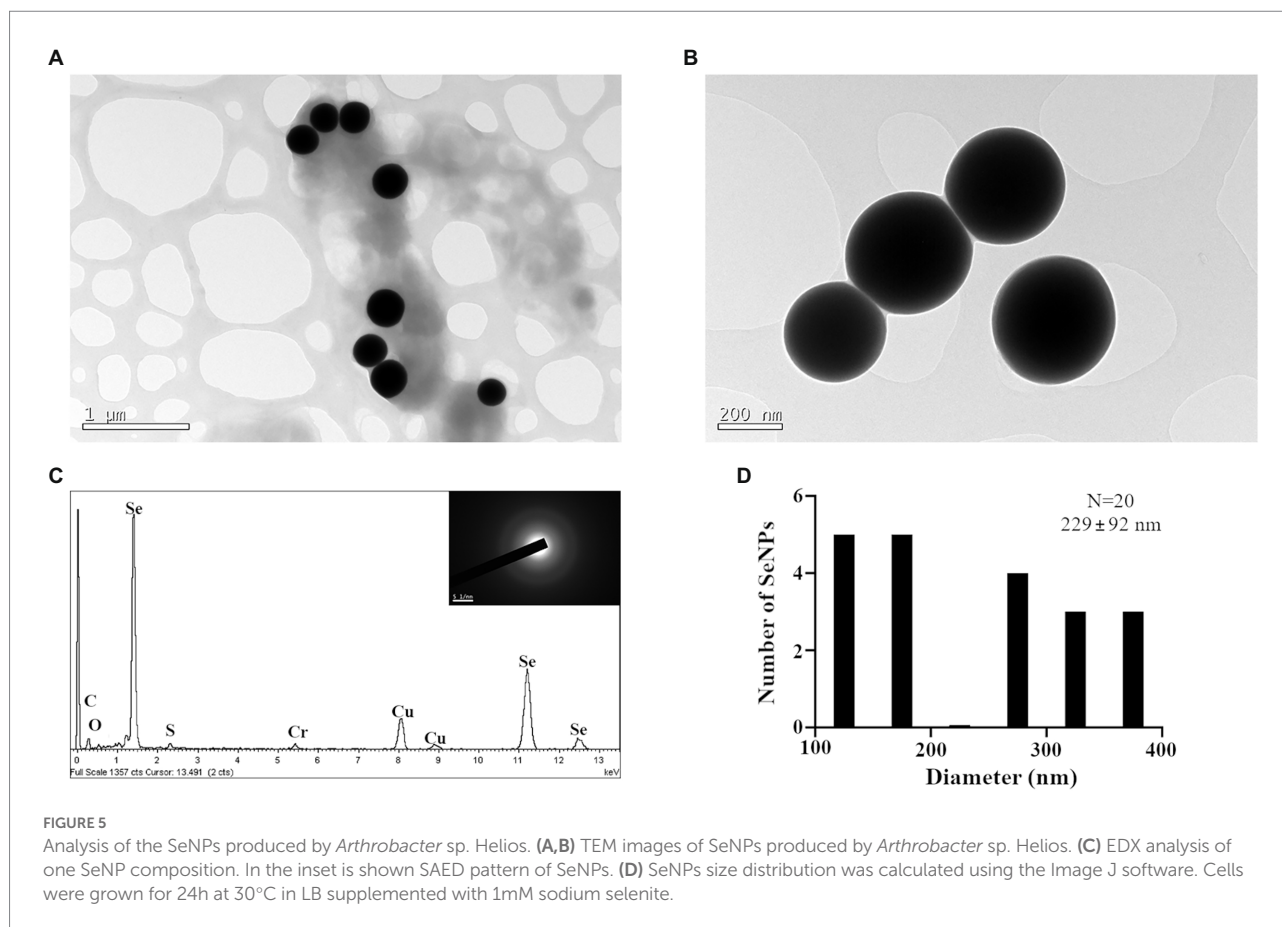 A
B
1 µm
200 nm
C
D
Se
C
O
S
Cr
Cu
Cu
Se
Se
5 1/nm
0 1 2 3 4 5 6 7 8 9 10 11 12 13
Full Scale 1357 cts Cursor: 13.491 (2 cts)
keV
N=20
229 ± 92 nm
Number of SeNPs
6
4
2
0
100 200 300 400
Diameter (nm)
FIGURE 5
Analysis of the SeNPs produced by Arthrobacter sp. Helios. (A,B) TEM images of SeNPs produced by Arthrobacter sp. Helios. (C) EDX analysis of
one SeNP composition. In the inset is shown SAED pattern of SeNPs. (D) SeNPs size distribution was calculated using the Image J software. Cells
were grown for 24h at 30°C in LB supplemented with 1mM sodium selenite.